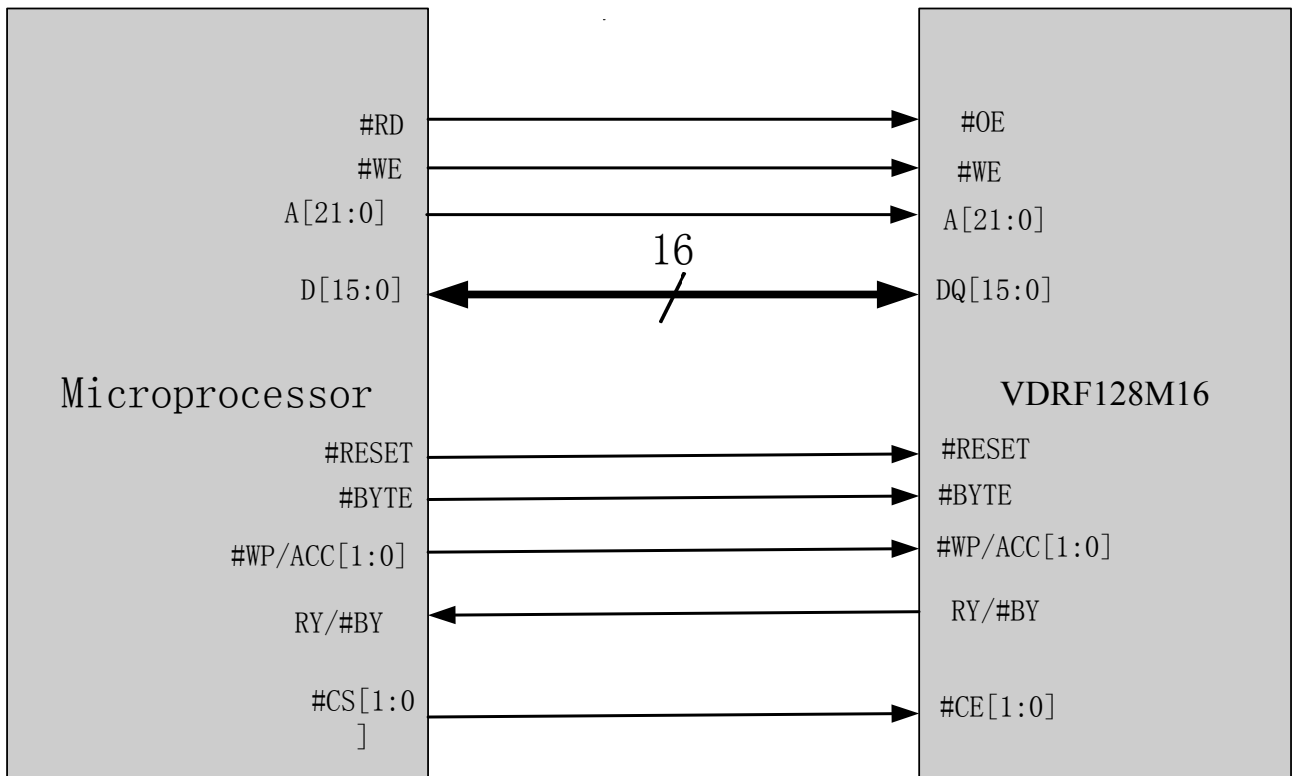 #RD
#OE
#WE
#WE
A[21:0]
A[21:0]
16
D[15:0]
DQ[15:0]
Microprocessor
VDRF128M16
#RESET
#RESET
#BYTE
#BYTE
#WP/ACC[1:0]
#WP/ACC[1:0]
RY/#BY
RY/#BY
#CS[1:0
]
#CE[1:0]